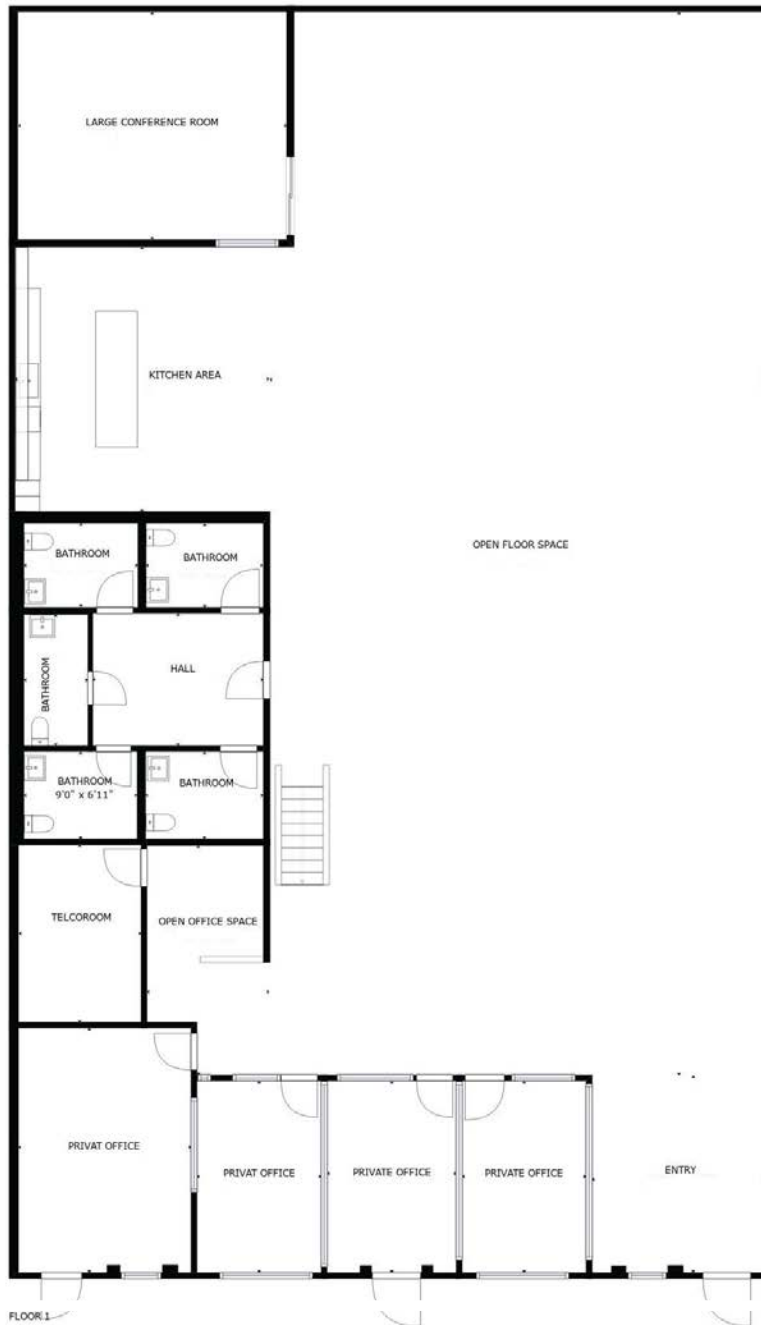 LARGE CONFERENCE ROOM
KITCHEN AREA
OPEN FLOOR SPACE
BATHROOM
BATHROOM
HALL
BATHROOM
BATHROOM
9'0" x 6'11"
BATHROOM
TELCOROOM
OPEN OFFICE SPACE
PRIVAT OFFICE
PRIVAT OFFICE
PRIVATE OFFICE
PRIVATE OFFICE
ENTRY
FLOOR 1